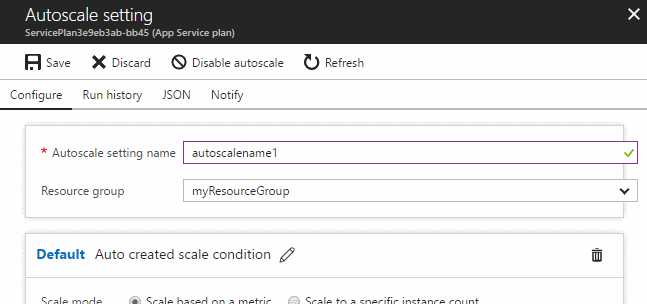 Autoscale setting
ServicePlan3e9eb3ab-bb45 (App Service plan)
Save Discard Disable autoscale Refresh
Configure Run history JSON Notify
* Autoscale setting name autoscalename1
Resource group myResourceGroup
Default Auto created scale condition
Scale mode Scale based on a metric Scale to a specific instance count